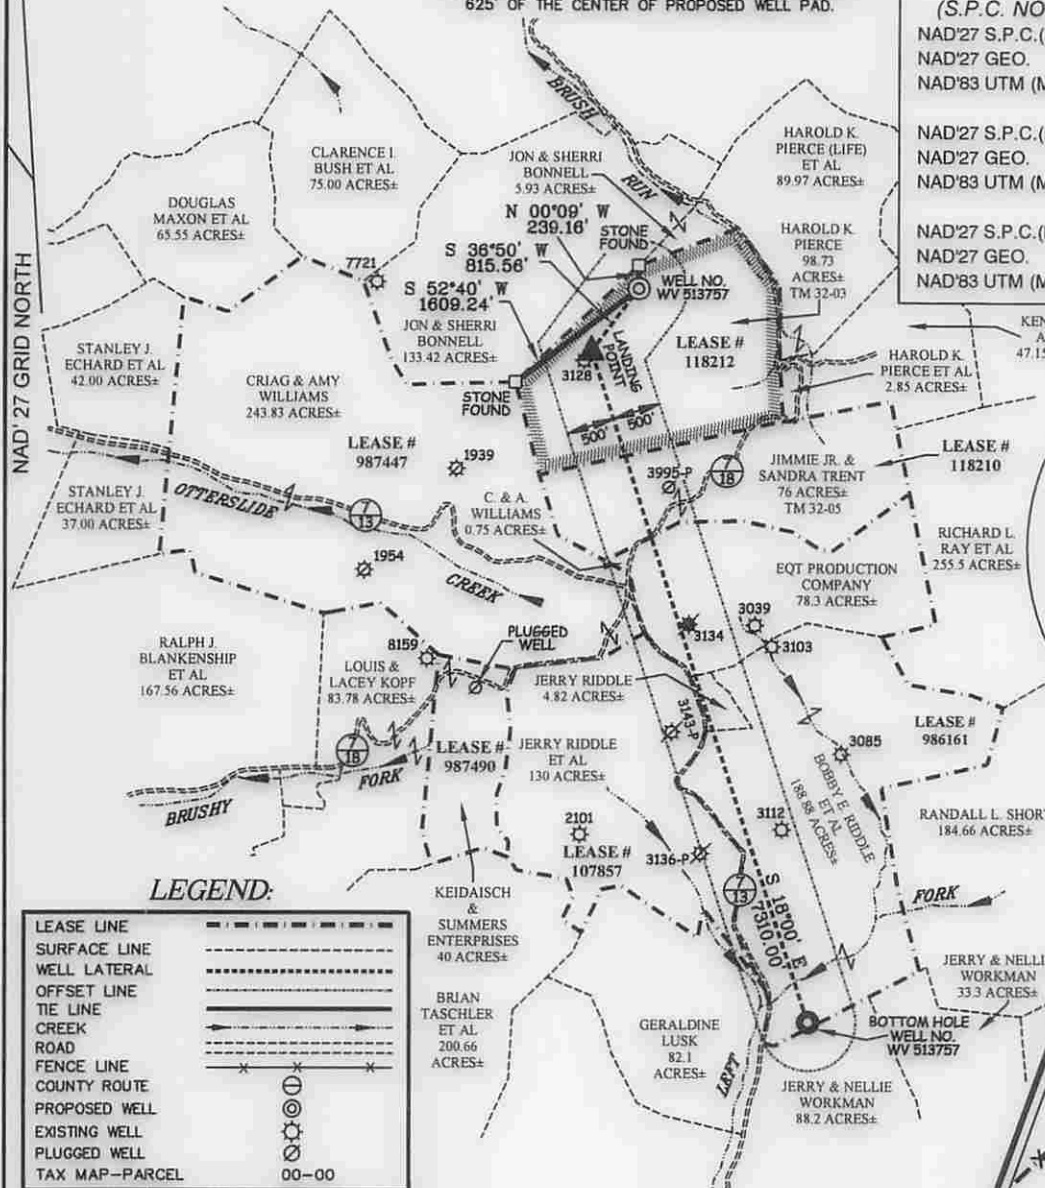 625' OF THE CENTER OF PROPOSED WELL PAD.
(S.P.C. NO
NAD'27 S.P.C.(
NAD'27 GEO.
NAD'83 UTM (M
NAD'27 S.P.C.(
NAD'27 GEO.
NAD'83 UTM (M
NAD'27 S.P.C.(
NAD'27 GEO.
NAD'83 UTM (M
NAD' 27 GRID NORTH
BRUSH
RUN
CLARENCE I.
BUSH ET AL
75.00 ACRES±
DOUGLAS
MAXON ET AL
65.55 ACRES±
JON & SHERRI
BONNELL
5.93 ACRES±
HAROLD K.
PIERCE (LIFE)
ET AL
89.97 ACRES±
N 00°09' W
239.16'
STONE
FOUND
S 36°50' W
815.56'
S 52°40' W
1609.24'
HAROLD K.
PIERCE
98.73
ACRES±
TM 32-03
7721
WELL NO.
WV 513757
JON & SHERRI
BONNELL
133.42 ACRES±
LANDING
POINT
3128
LEASE #
118212
KEN
A
47.15
STANLEY J.
ECHARD ET AL
42.00 ACRES±
CRIAG & AMY
WILLIAMS
243.83 ACRES±
STONE
FOUND
HAROLD K.
PIERCE ET AL
2.85 ACRES±
500'
500'
LEASE #
987447
1939
3995-P
7
18
JIMMIE JR. &
SANDRA TRENT
76 ACRES±
TM 32-05
LEASE #
118210
STANLEY J.
ECHARD ET AL
37.00 ACRES±
OTTERSLIDE
7
13
C. & A.
WILLIAMS
0.75 ACRES±
RICHARD L.
RAY ET AL
255.5 ACRES±
1954
CREEK
EQT PRODUCTION
COMPANY
78.3 ACRES±
3039
3134
3103
RALPH J.
BLANKENSHIP
ET AL
167.56 ACRES±
8159
LOUIS &
LACEY KOPF
83.78 ACRES±
PLUGGED
WELL
JERRY RIDDLE
4.82 ACRES±
3143-P
LEASE #
986161
3085
7
18
LEASE #
987490
JERRY RIDDLE
ET AL
130 ACRES±
BRUSHY
FORK
BOBBY E. RIDDLE
ET AL
188.88 ACRES±
RANDALL L. SHORT
184.66 ACRES±
2101
3112
LEASE #
107857
3136-P
7
13
S 18°00' E
7310.00'
FORK
KEIDAISCH
&
SUMMERS
ENTERPRISES
40 ACRES±
JERRY & NELLIE
WORKMAN
33.3 ACRES±
BRIAN
TASCHLER
ET AL
200.66
ACRES±
GERALDINE
LUSK
82.1
ACRES±
LEFT
BOTTOM HOLE
WELL NO.
WV 513757
JERRY & NELLIE
WORKMAN
88.2 ACRES±
LEGEND:
LEASE LINE
SURFACE LINE
WELL LATERAL
OFFSET LINE
TIE LINE
CREEK
ROAD
FENCE LINE
COUNTY ROUTE
PROPOSED WELL
EXISTING WELL
PLUGGED WELL
TAX MAP-PARCEL 00-00